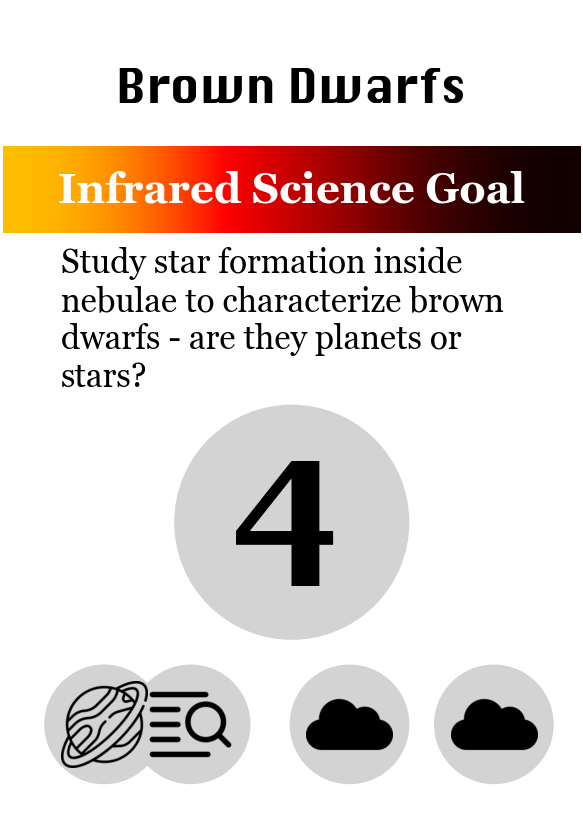 Brown Dwarfs
Infrared Science Goal
Study star formation inside
nebulae to characterize brown
dwarfs - are they planets or
stars?
4